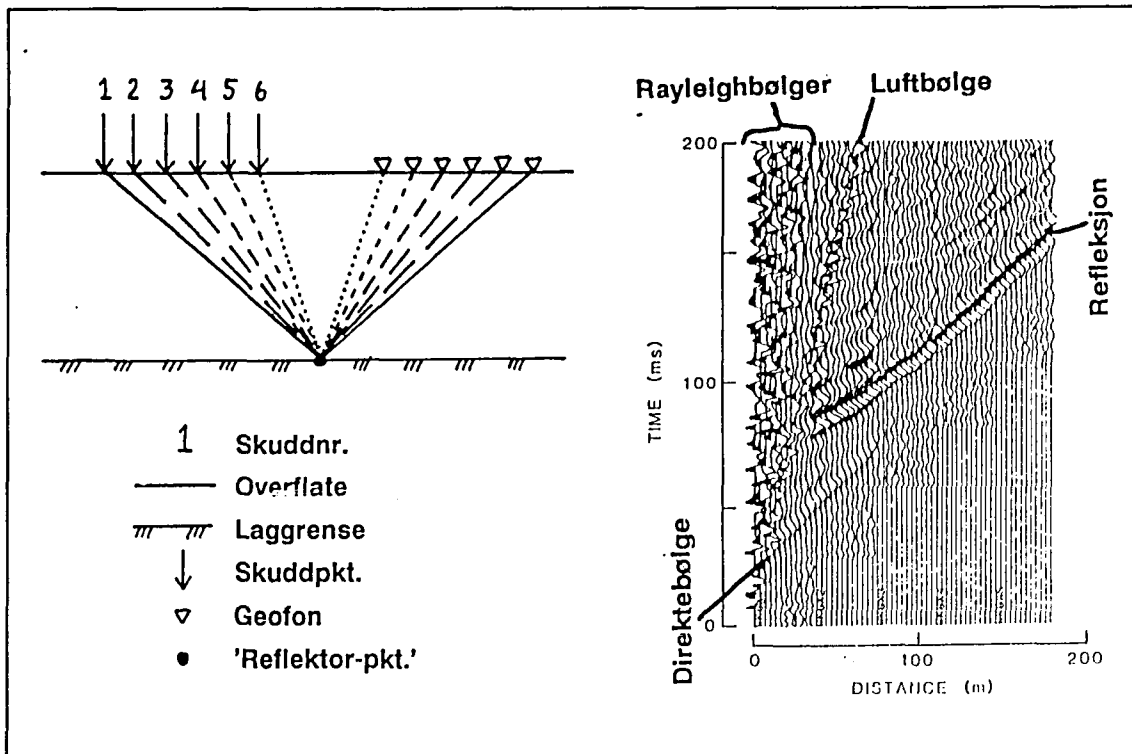 1 2 3 4 5 6
1 Skuddnr.
Overflate
Laggrense
Skuddpkt.
Geofon
'Reflektor-pkt.'
Rayleighbølger
Luftbølge
Refleksjon
Direktebølge
TIME (ms)
200
100
0
0 100 200
DISTANCE (m)